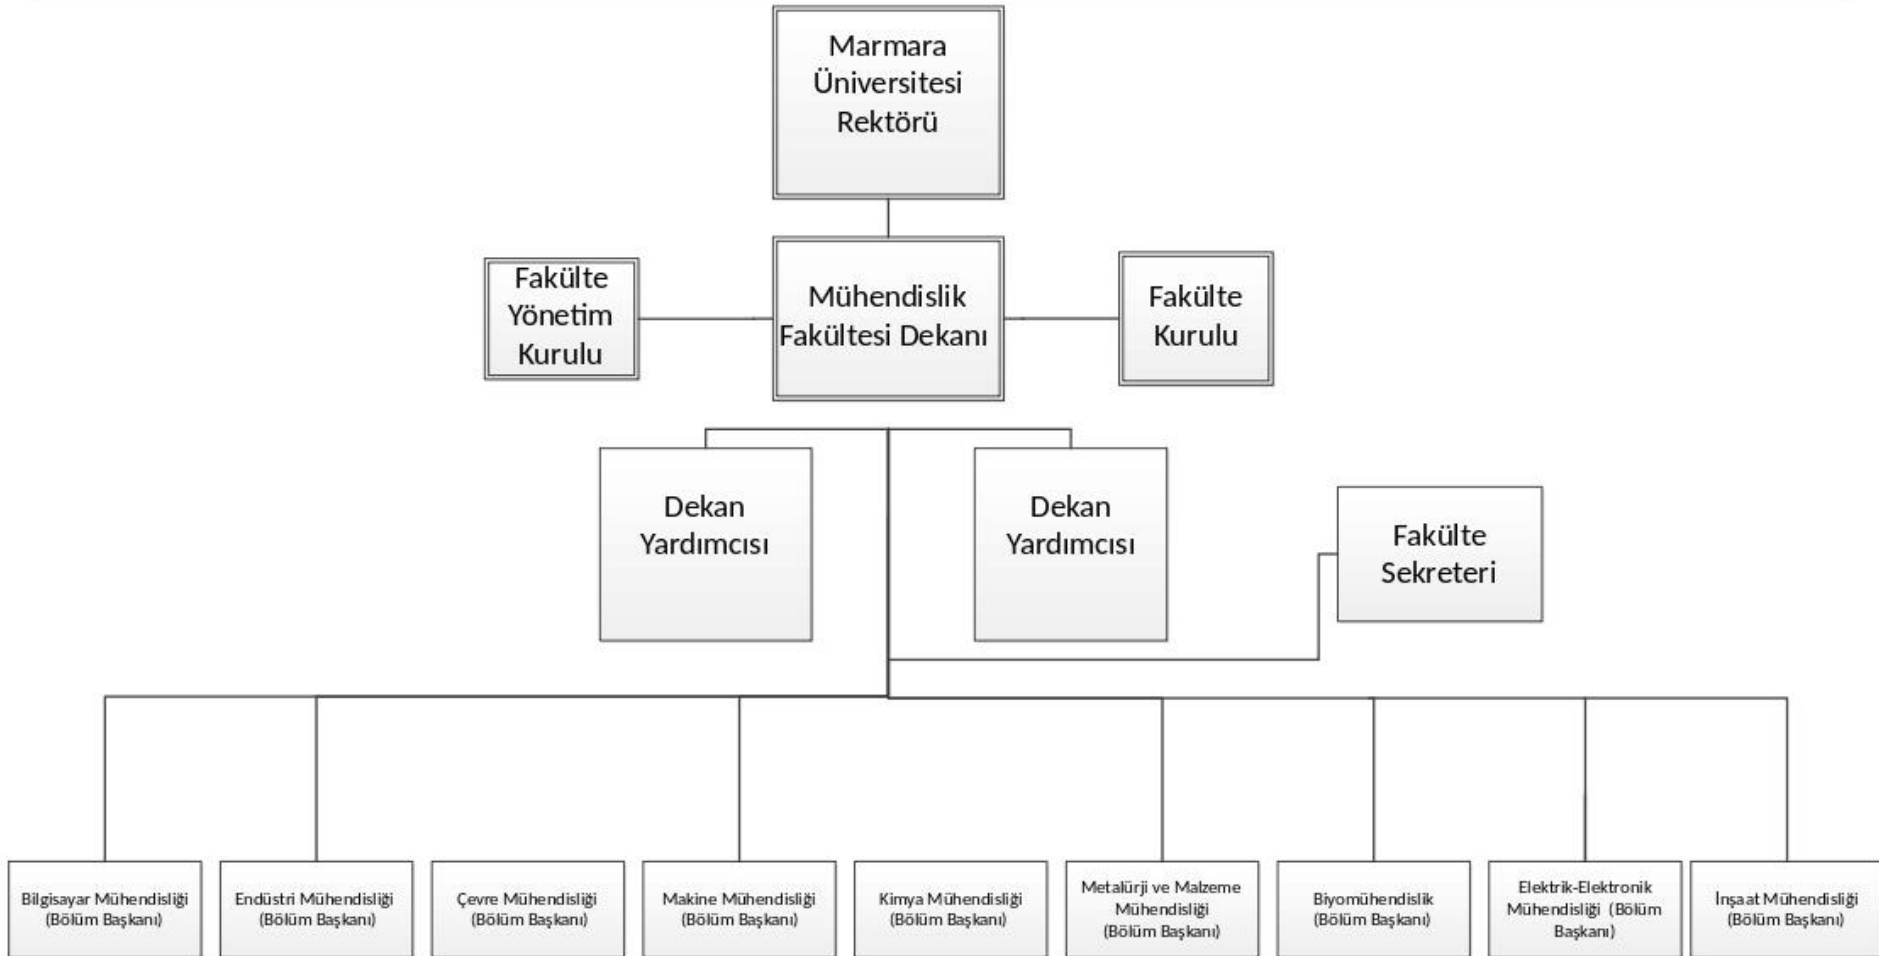 Marmara
Üniversitesi
Rektörü
Fakülte
Yönetim
Kurulu
Mühendislik
Fakültesi Dekanı
Fakülte
Kurulu
Dekan
Yardımcısı
Dekan
Yardımcısı
Fakülte
Sekreteri
Bilgisayar Mühendisliği
(Bölüm Başkanı)
Endüstri Mühendisliği
(Bölüm Başkanı)
Çevre Mühendisliği
(Bölüm Başkanı)
Makine Mühendisliği
(Bölüm Başkanı)
Kimya Mühendisliği
(Bölüm Başkanı)
Metalürji ve Malzeme
Mühendisliği
(Bölüm Başkanı)
Biyomühendislik
(Bölüm Başkanı)
Elektrik-Elektronik
Mühendisliği (Bölüm
Başkanı)
İnşaat Mühendisliği
(Bölüm Başkanı)